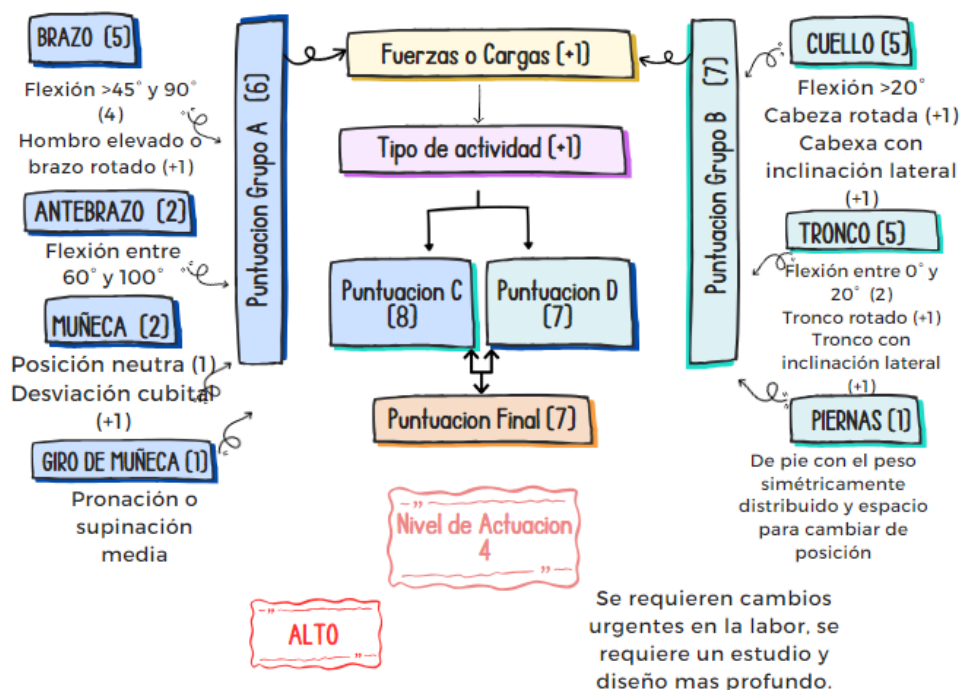 BRAZO (5)
Flexión >45° y 90°
(4)
Hombro elevado o
brazo rotado (+1)
ANTEBRAZO (2)
Flexión entre
60° y 100°
MUÑECA (2)
Posición neutra (1)
Desviación cubital
(+1)
GIRO DE MUÑECA (1)
Pronación o
supinación
media
Puntuacion Grupo A (6)
Fuerzas o Cargas (+1)
Tipo de actividad (+1)
Puntuacion C
(8)
Puntuacion D
(7)
Puntuacion Final (7)
Nivel de Actuacion
4
ALTO
Puntuacion Grupo B (7)
CUELLO (5)
Flexión >20°
Cabeza rotada (+1)
Cabexa con
inclinación lateral
(+1)
TRONCO (5)
Flexión entre 0° y
20° (2)
Tronco rotado (+1)
Tronco con
inclinación lateral
(+1)
PIERNAS (1)
De pie con el peso
simétricamente
distribuido y espacio
para cambiar de
posición
Se requieren cambios
urgentes en la labor, se
requiere un estudio y
diseño mas profundo.